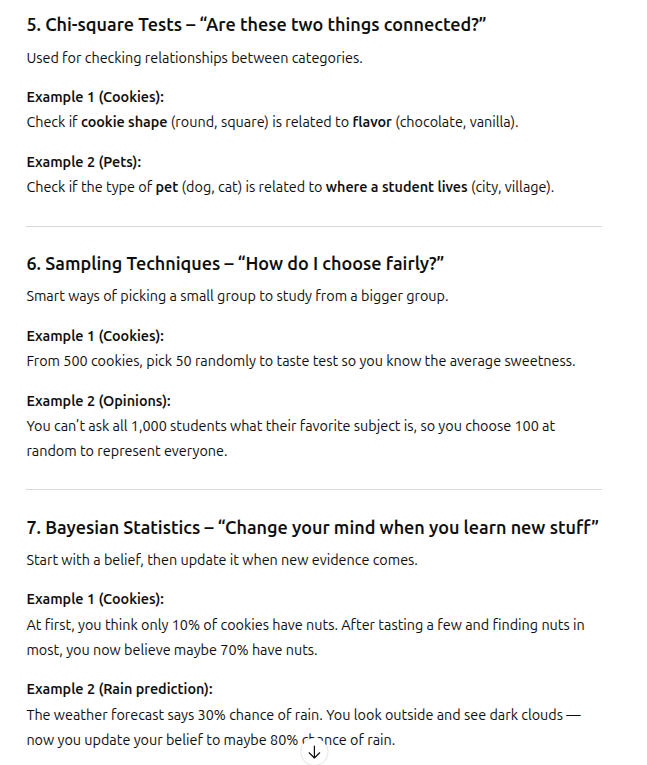 5. Chi-square Tests – “Are these two things connected?”
Used for checking relationships between categories.
Example 1 (Cookies):
Check if cookie shape (round, square) is related to flavor (chocolate, vanilla).
Example 2 (Pets):
Check if the type of pet (dog, cat) is related to where a student lives (city, village).
6. Sampling Techniques – “How do I choose fairly?”
Smart ways of picking a small group to study from a bigger group.
Example 1 (Cookies):
From 500 cookies, pick 50 randomly to taste test so you know the average sweetness.
Example 2 (Opinions):
You can’t ask all 1,000 students what their favorite subject is, so you choose 100 at
random to represent everyone.
7. Bayesian Statistics – “Change your mind when you learn new stuff”
Start with a belief, then update it when new evidence comes.
Example 1 (Cookies):
At first, you think only 10% of cookies have nuts. After tasting a few and finding nuts in
most, you now believe maybe 70% have nuts.
Example 2 (Rain prediction):
The weather forecast says 30% chance of rain. You look outside and see dark clouds —
now you update your belief to maybe 80% chance of rain.